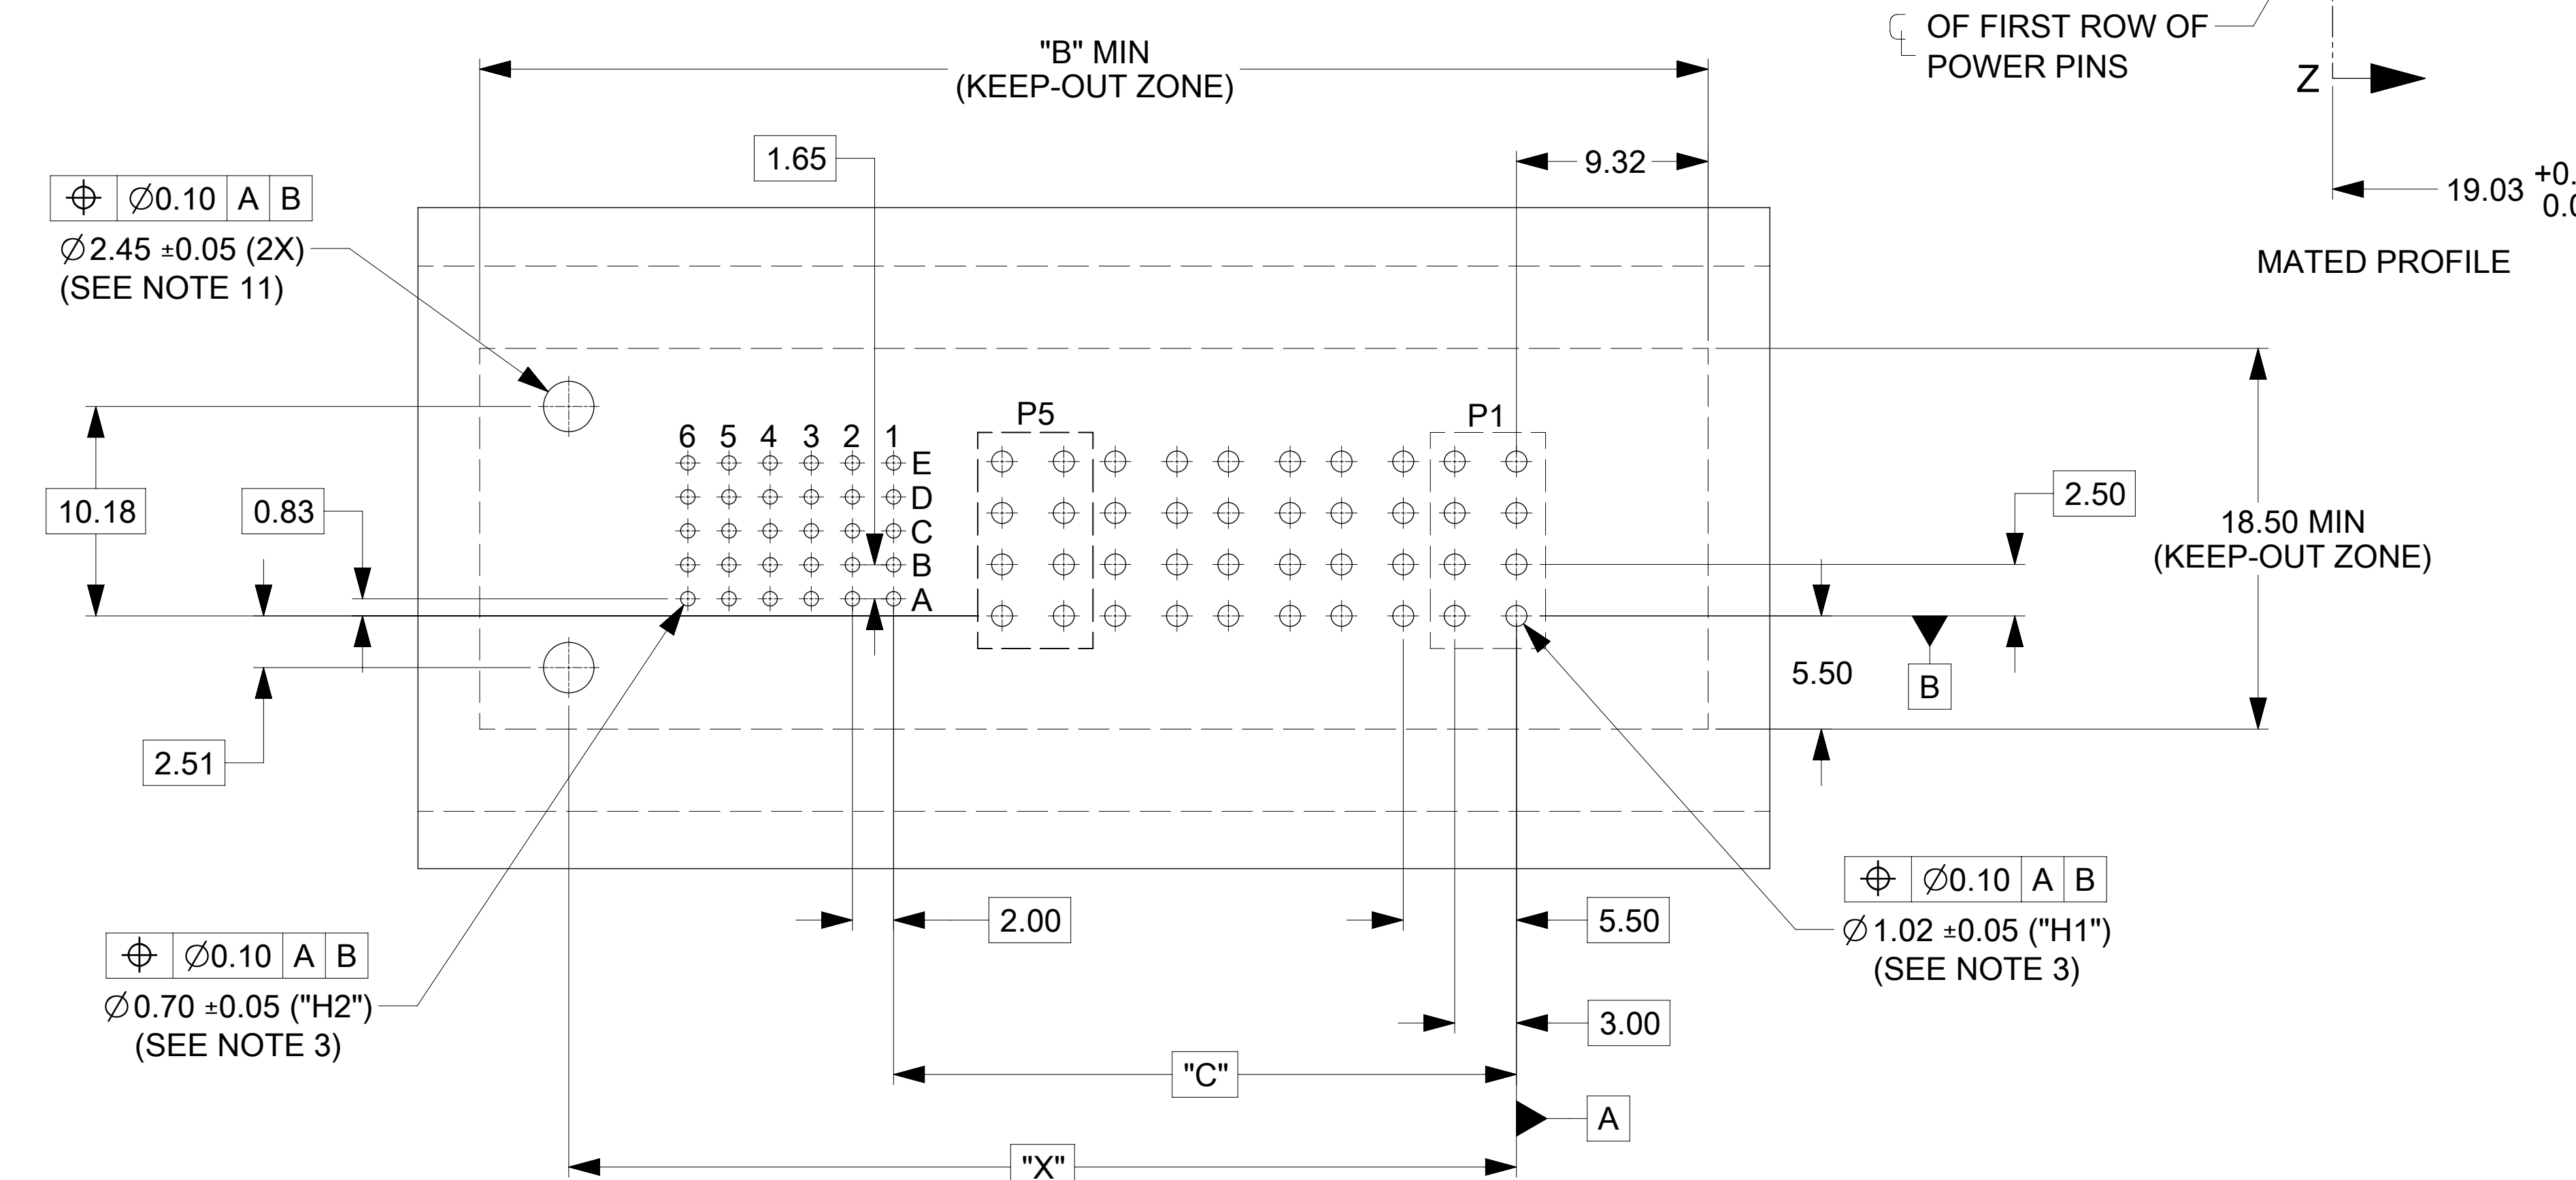 OF FIRST ROW OF
POWER PINS
"B" MIN
(KEEP-OUT ZONE)
Z
1.65
9.32
19.03
MATED PROFILE
⌖ ∅0.10 A B
∅2.45 ±0.05 (2X)
(SEE NOTE 11)
P5
P1
6 5 4 3 2 1
E
D
C
B
A
10.18
0.83
2.50
18.50 MIN
(KEEP-OUT ZONE)
5.50
B
2.51
2.00
5.50
⌖ ∅0.10 A B
∅1.02 ±0.05 ("H1")
(SEE NOTE 3)
⌖ ∅0.10 A B
∅0.70 ±0.05 ("H2")
(SEE NOTE 3)
3.00
"C"
A
"X"